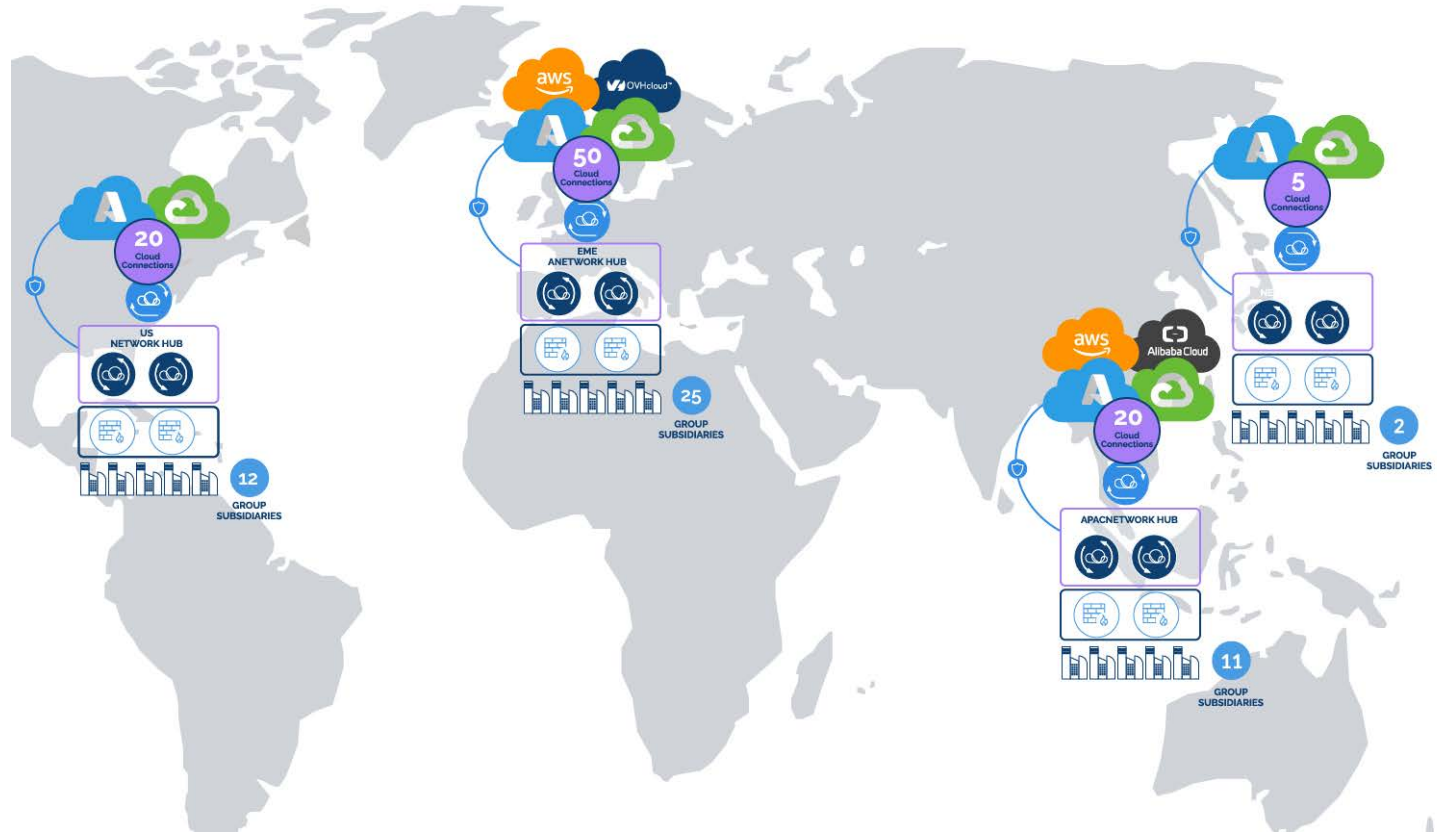 aws
OVHcloud
50
Cloud
Connections
EME
ANETWORK HUB
25
GROUP
SUBSIDIARIES
20
Cloud
Connections
US
NETWORK HUB
12
GROUP
SUBSIDIARIES
5
Cloud
Connections
2
GROUP
SUBSIDIARIES
aws
Alibaba Cloud
20
Cloud
Connections
APACNETWORK HUB
11
GROUP
SUBSIDIARIES